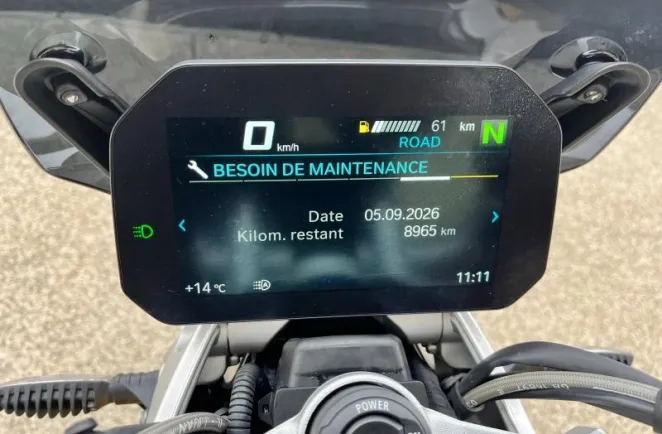 0 km/h 61 km N
ROAD
BESOIN DE MAINTENANCE
Date 05.09.2026
Kilom. restant 8965 km
+14 °C A 11:11
POWER